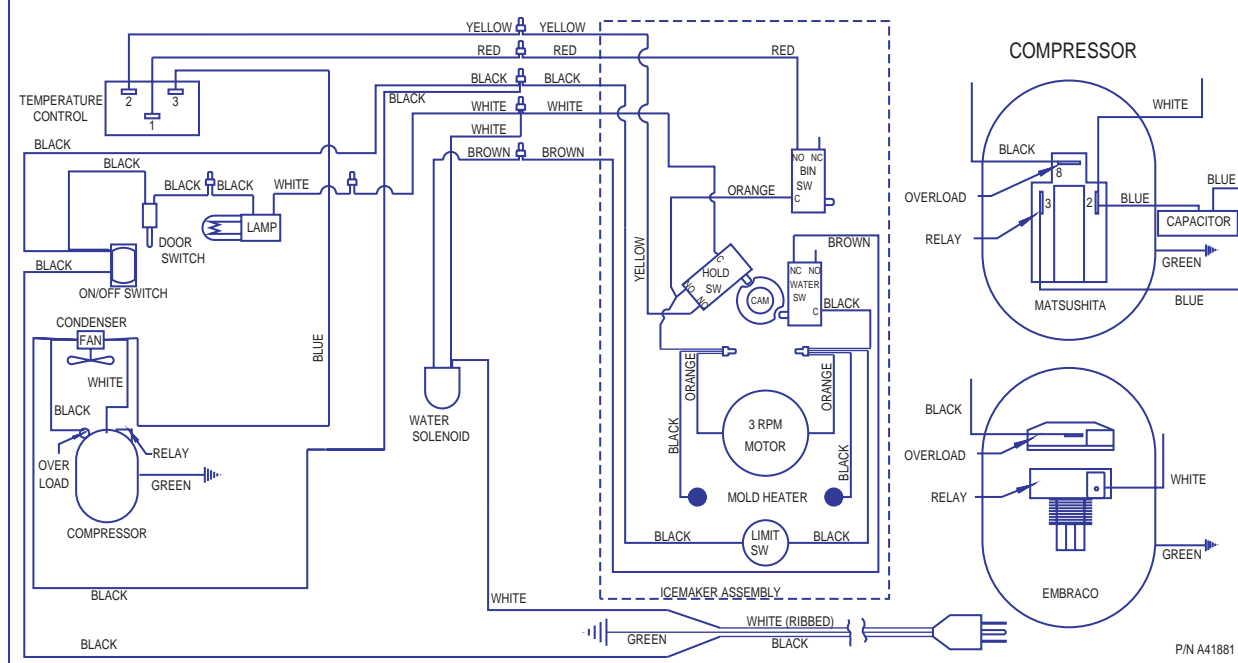 YELLOW YELLOW
RED RED RED
BLACK BLACK
BLACK
WHITE WHITE
WHITE
BROWN BROWN
TEMPERATURE
CONTROL
2
1
3
BLACK
BLACK
BLACK BLACK
WHITE
LAMP
DOOR
SWITCH
BLACK
ON/OFF SWITCH
CONDENSER
FAN
WHITE
BLACK
BLUE
OVER
LOAD
RELAY
GREEN
COMPRESSOR
BLACK
BLACK
WATER
SOLENOID
WHITE
NO NC
BIN
SW
C
ORANGE
YELLOW
C
HOLD
SW
NO
NO
CAM
BROWN
NC NO
WATER
SW
C
BLACK
ORANGE
ORANGE
BLACK
BLACK
3 RPM
MOTOR
MOLD HEATER
BLACK
LIMIT
SW
BLACK
ICEMAKER ASSEMBLY
WHITE (RIBBED)
GREEN
BLACK
COMPRESSOR
WHITE
BLACK
8
OVERLOAD
3
2
BLUE
BLUE
CAPACITOR
RELAY
GREEN
MATSUSHITA
BLUE
BLACK
OVERLOAD
RELAY
WHITE
GREEN
EMBRACO
P/N A41881